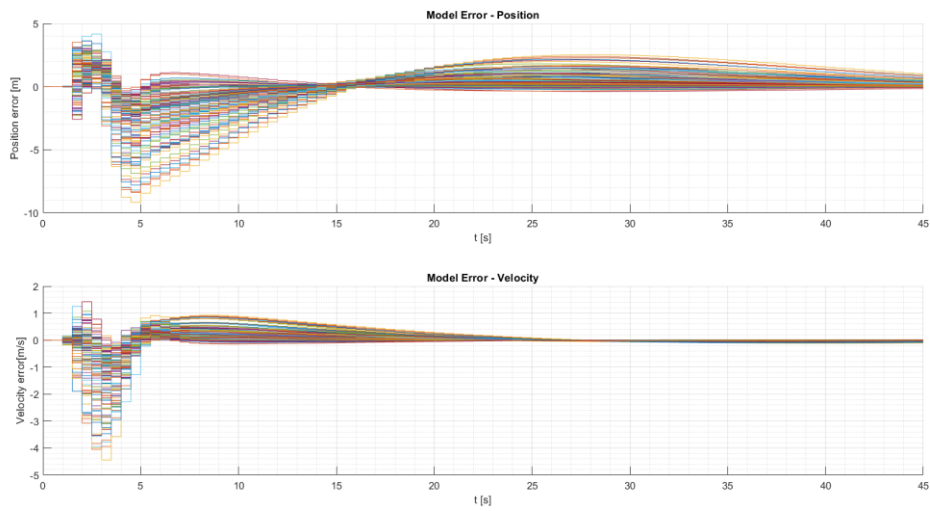 Model Error - Position
Position error [m]
5
0
-5
-10
0 5 10 15 20 25 30 35 40 45
t [s]
Model Error - Velocity
Velocity error[m/s]
2
1
0
-1
-2
-3
-4
-5
0 5 10 15 20 25 30 35 40 45
t [s]